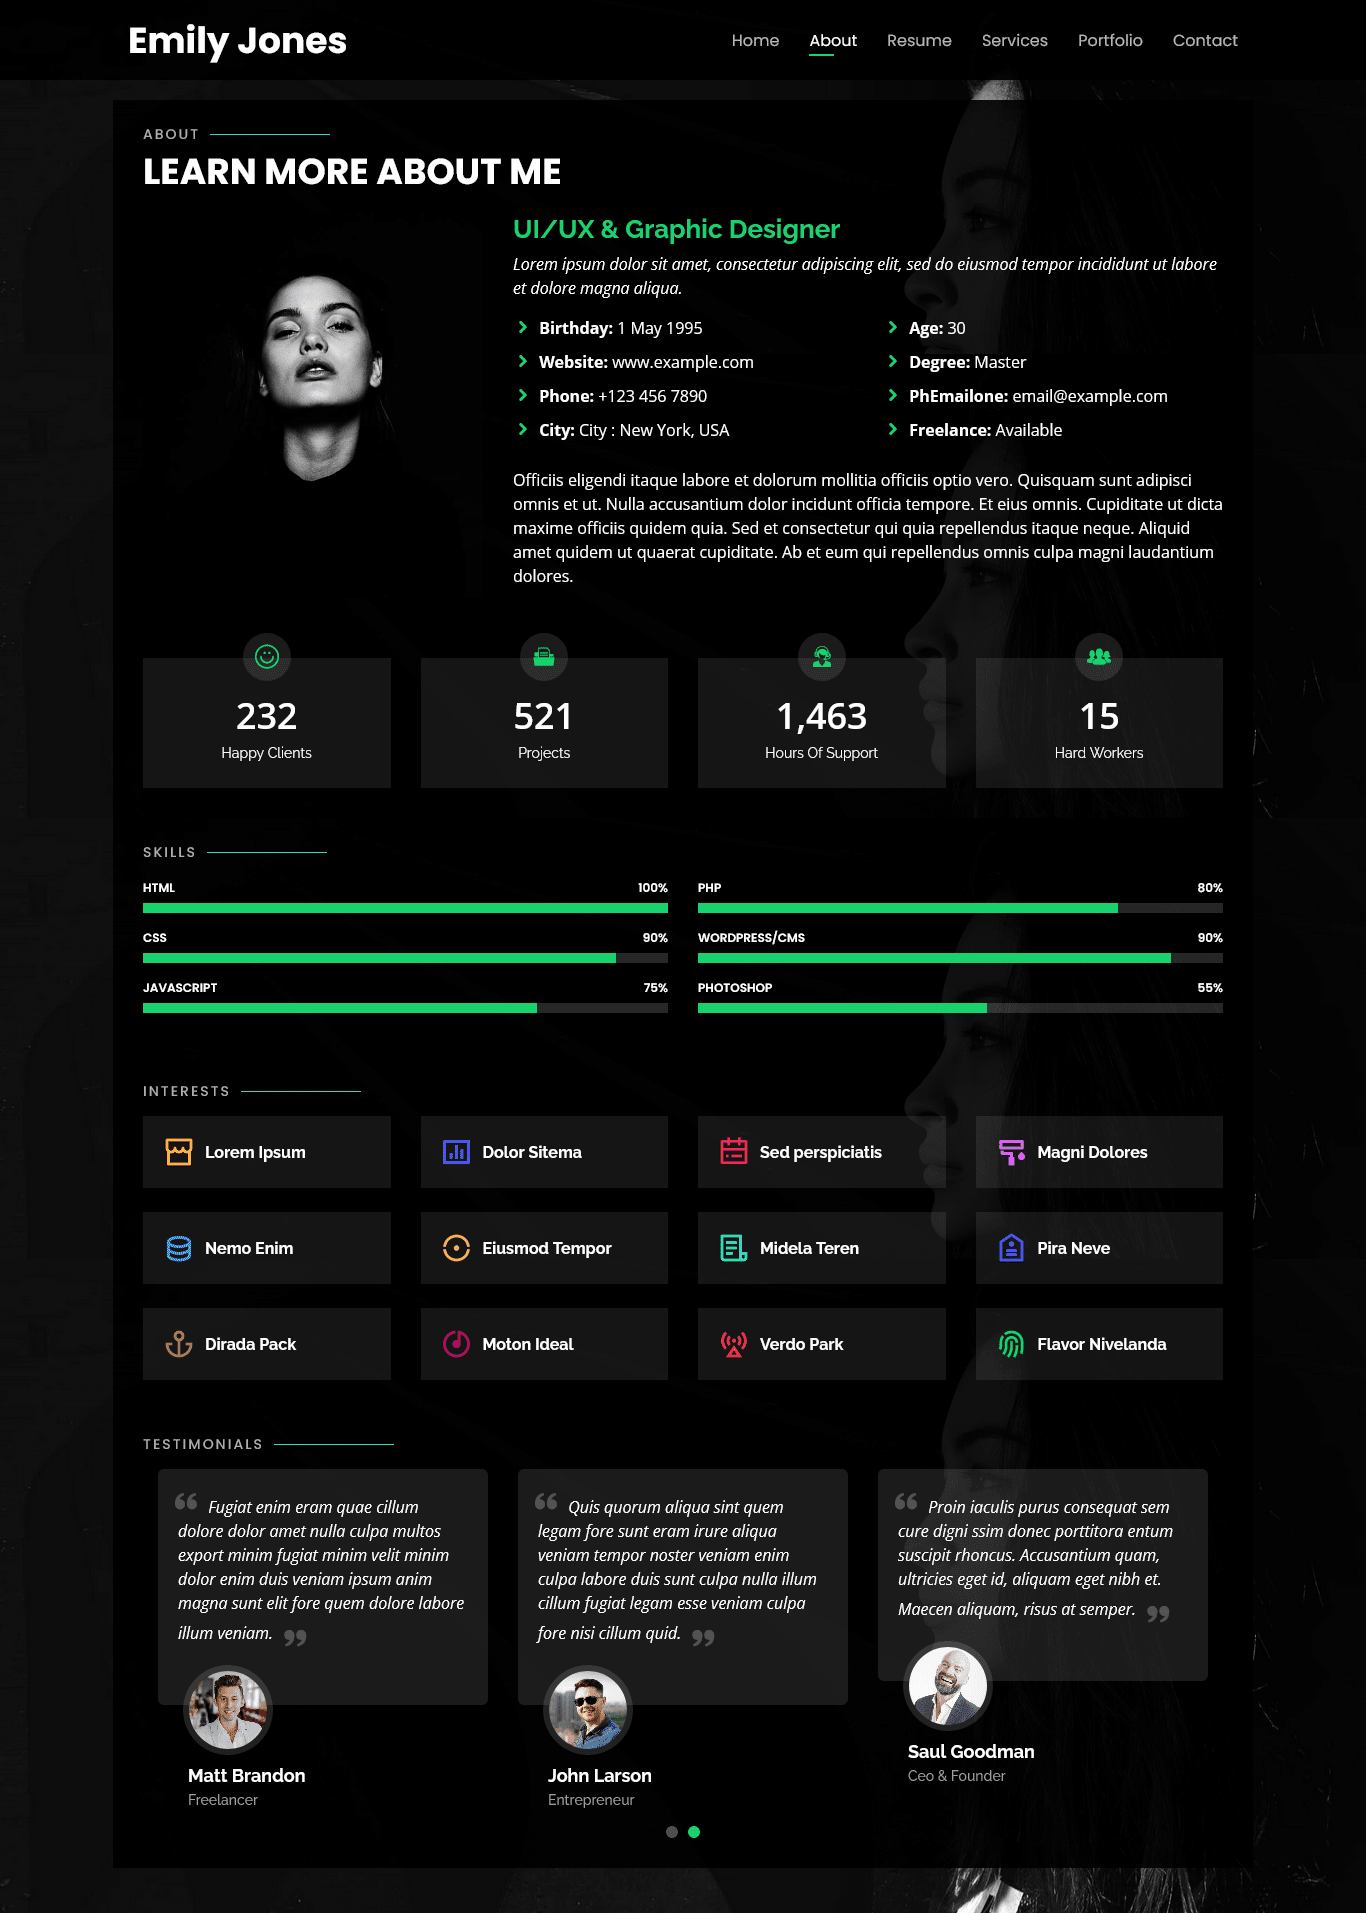 Emily Jones
Home About Resume Services Portfolio Contact
ABOUT
LEARN MORE ABOUT ME
UI/UX & Graphic Designer
Lorem ipsum dolor sit amet, consectetur adipiscing elit, sed do eiusmod tempor incididunt ut labore
et dolore magna aliqua.
Birthday: 1 May 1995
Website: www.example.com
Phone: +123 456 7890
City: City : New York, USA
Age: 30
Degree: Master
PhEmailone: email@example.com
Freelance: Available
Officiis eligendi itaque labore et dolorum mollitia officiis optio vero. Quisquam sunt adipisci
omnis et ut. Nulla accusantium dolor incidunt officia tempore. Et eius omnis. Cupiditate ut dicta
maxime officiis quidem quia. Sed et consectetur qui quia repellendus itaque neque. Aliquid
amet quidem ut quaerat cupiditate. Ab et eum qui repellendus omnis culpa magni laudantium
dolores.
232
Happy Clients
521
Projects
1,463
Hours Of Support
15
Hard Workers
SKILLS
HTML 100%
CSS 90%
JAVASCRIPT 75%
PHP 80%
WORDPRESS/CMS 90%
PHOTOSHOP 55%
INTERESTS
Lorem Ipsum
Dolor Sitema
Sed perspiciatis
Magni Dolores
Nemo Enim
Eiusmod Tempor
Midela Teren
Pira Neve
Dirada Pack
Moton Ideal
Verdo Park
Flavor Nivelanda
TESTIMONIALS
“ Fugiat enim eram quae cillum
dolore dolor amet nulla culpa multos
export minim fugiat minim velit minim
dolor enim duis veniam ipsum anim
magna sunt elit fore quem dolore labore
illum veniam. ”
Matt Brandon
Freelancer
“ Quis quorum aliqua sint quem
legam fore sunt eram irure aliqua
veniam tempor noster veniam enim
culpa labore duis sunt culpa nulla illum
cillum fugiat legam esse veniam culpa
fore nisi cillum quid. ”
John Larson
Entrepreneur
“ Proin iaculis purus consequat sem
cure digni ssim donec porttitora entum
suscipit rhoncus. Accusantium quam,
ultricies eget id, aliquam eget nibh et.
Maecen aliquam, risus at semper. ”
Saul Goodman
Ceo & Founder